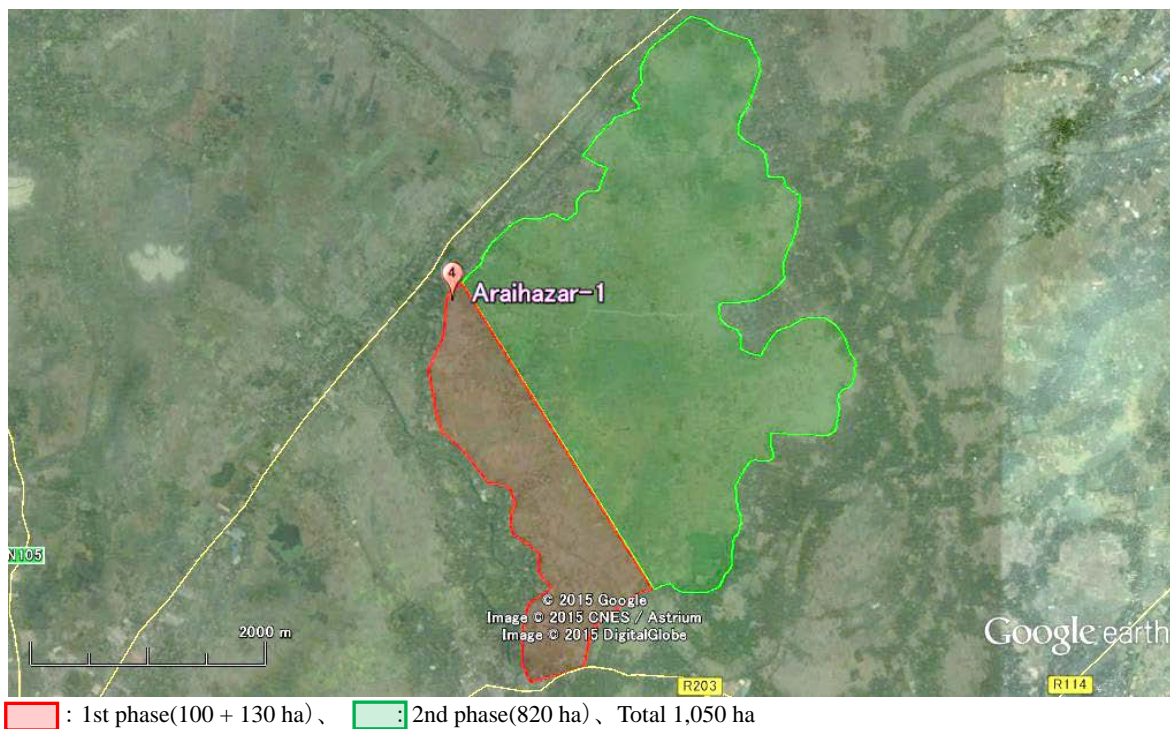 4
Araihazar-1
N105
© 2015 Google
Image © 2015 CNES / Astrium
Image © 2015 DigitalGlobe
2000 m
Google earth
R203
R114
: 1st phase(100 + 130 ha)、 : 2nd phase(820 ha)、Total 1,050 ha